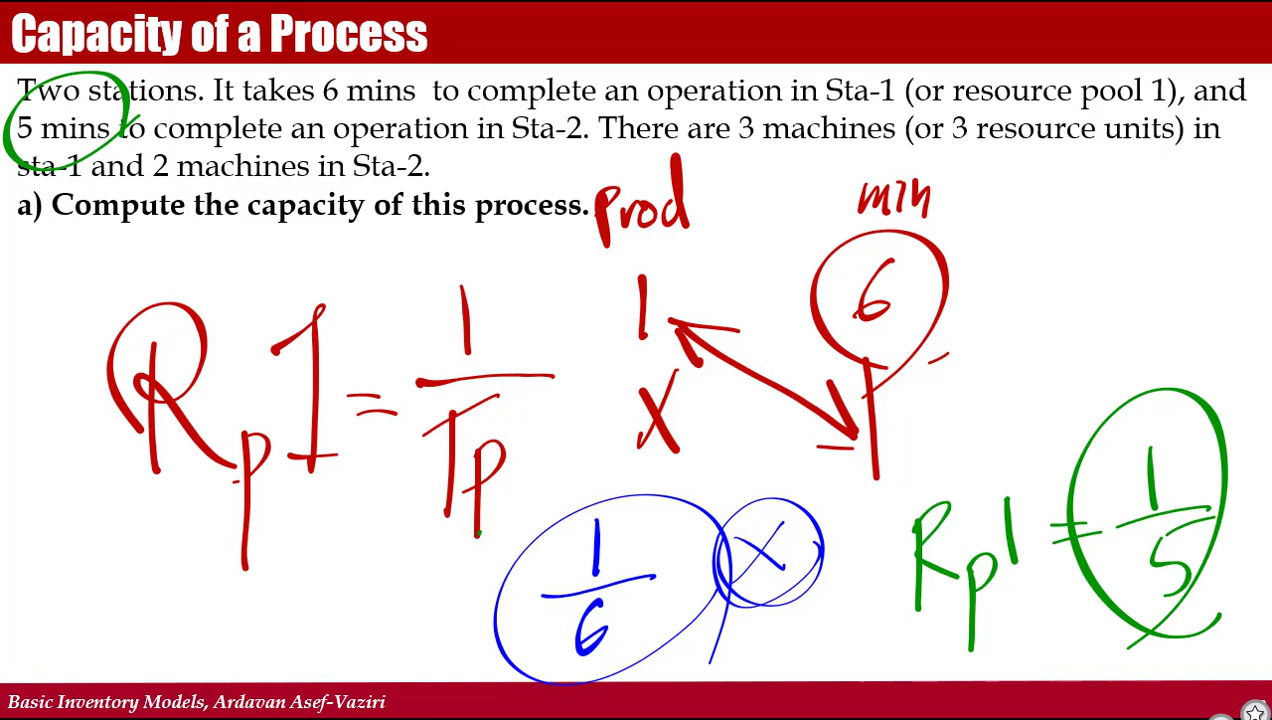 Capacity of a Process
Two stations. It takes 6 mins to complete an operation in Sta-1 (or resource pool 1), and
5 mins to complete an operation in Sta-2. There are 3 machines (or 3 resource units) in
sta-1 and 2 machines in Sta-2.
a) Compute the capacity of this process.
prod
min
1
6
Rp1 = 1/Tp
x
1
1/6
x
Rp1 = 1/5
Basic Inventory Models, Ardavan Asef-Vaziri